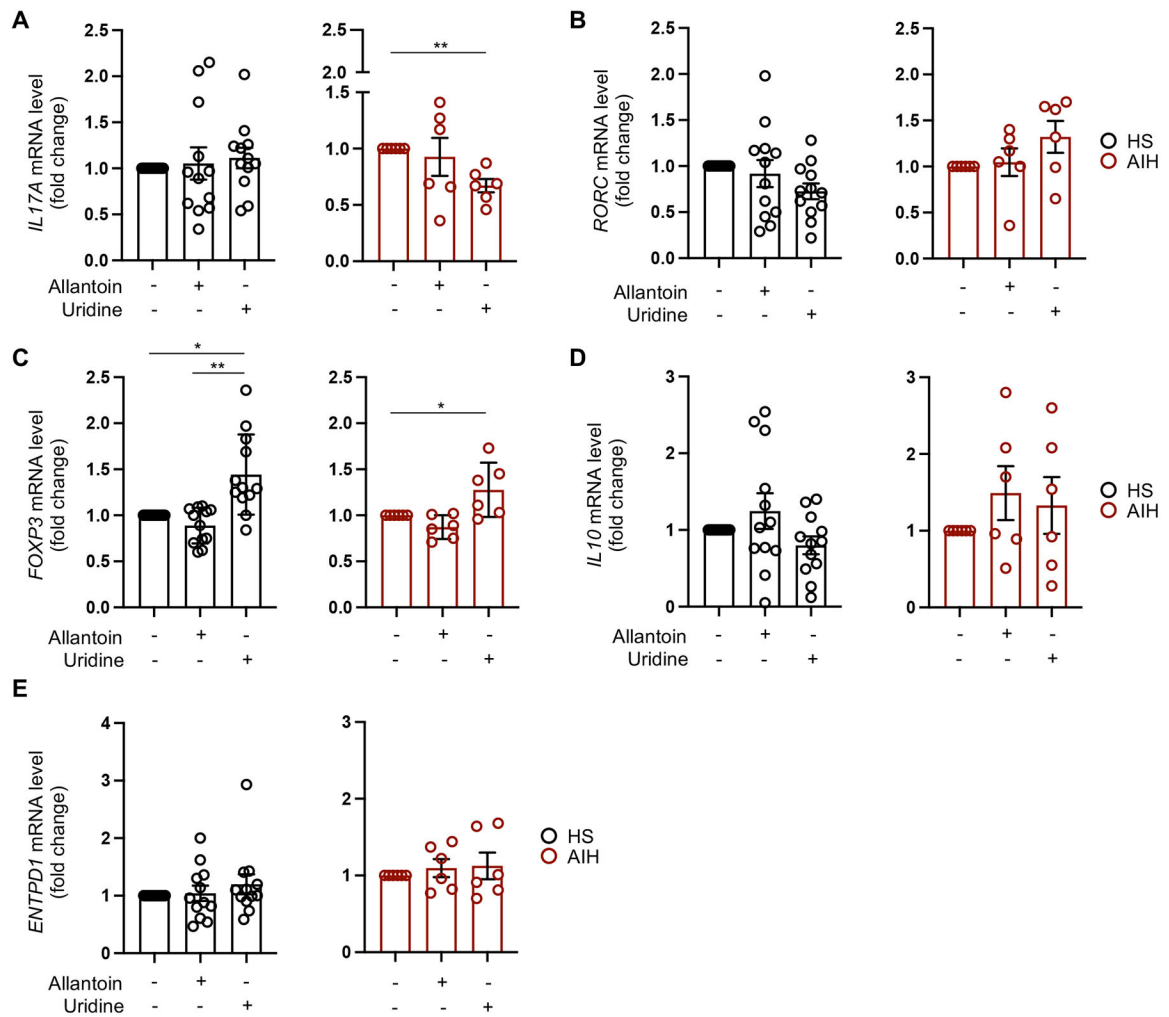 A
IL17A mRNA level
(fold change)
2.5
2.0
1.5
1.0
0.5
0.0
Allantoin - + -
Uridine - - +
**
2.5
2.0
1.5
1.0
0.5
0.0
- + -
- - +
B
RORC mRNA level
(fold change)
2.5
2.0
1.5
1.0
0.5
0.0
Allantoin - + -
Uridine - - +
2.5
2.0
1.5
1.0
0.5
0.0
- + -
- - +
HS
AIH
C
FOXP3 mRNA level
(fold change)
*
**
2.5
2.0
1.5
1.0
0.5
0.0
Allantoin - + -
Uridine - - +
*
2.5
2.0
1.5
1.0
0.5
0.0
- + -
- - +
D
IL10 mRNA level
(fold change)
3
2
1
0
Allantoin - + -
Uridine - - +
3
2
1
0
- + -
- - +
HS
AIH
E
ENTPD1 mRNA level
(fold change)
4
3
2
1
0
Allantoin - + -
Uridine - - +
3
2
1
0
- + -
- - +
HS
AIH